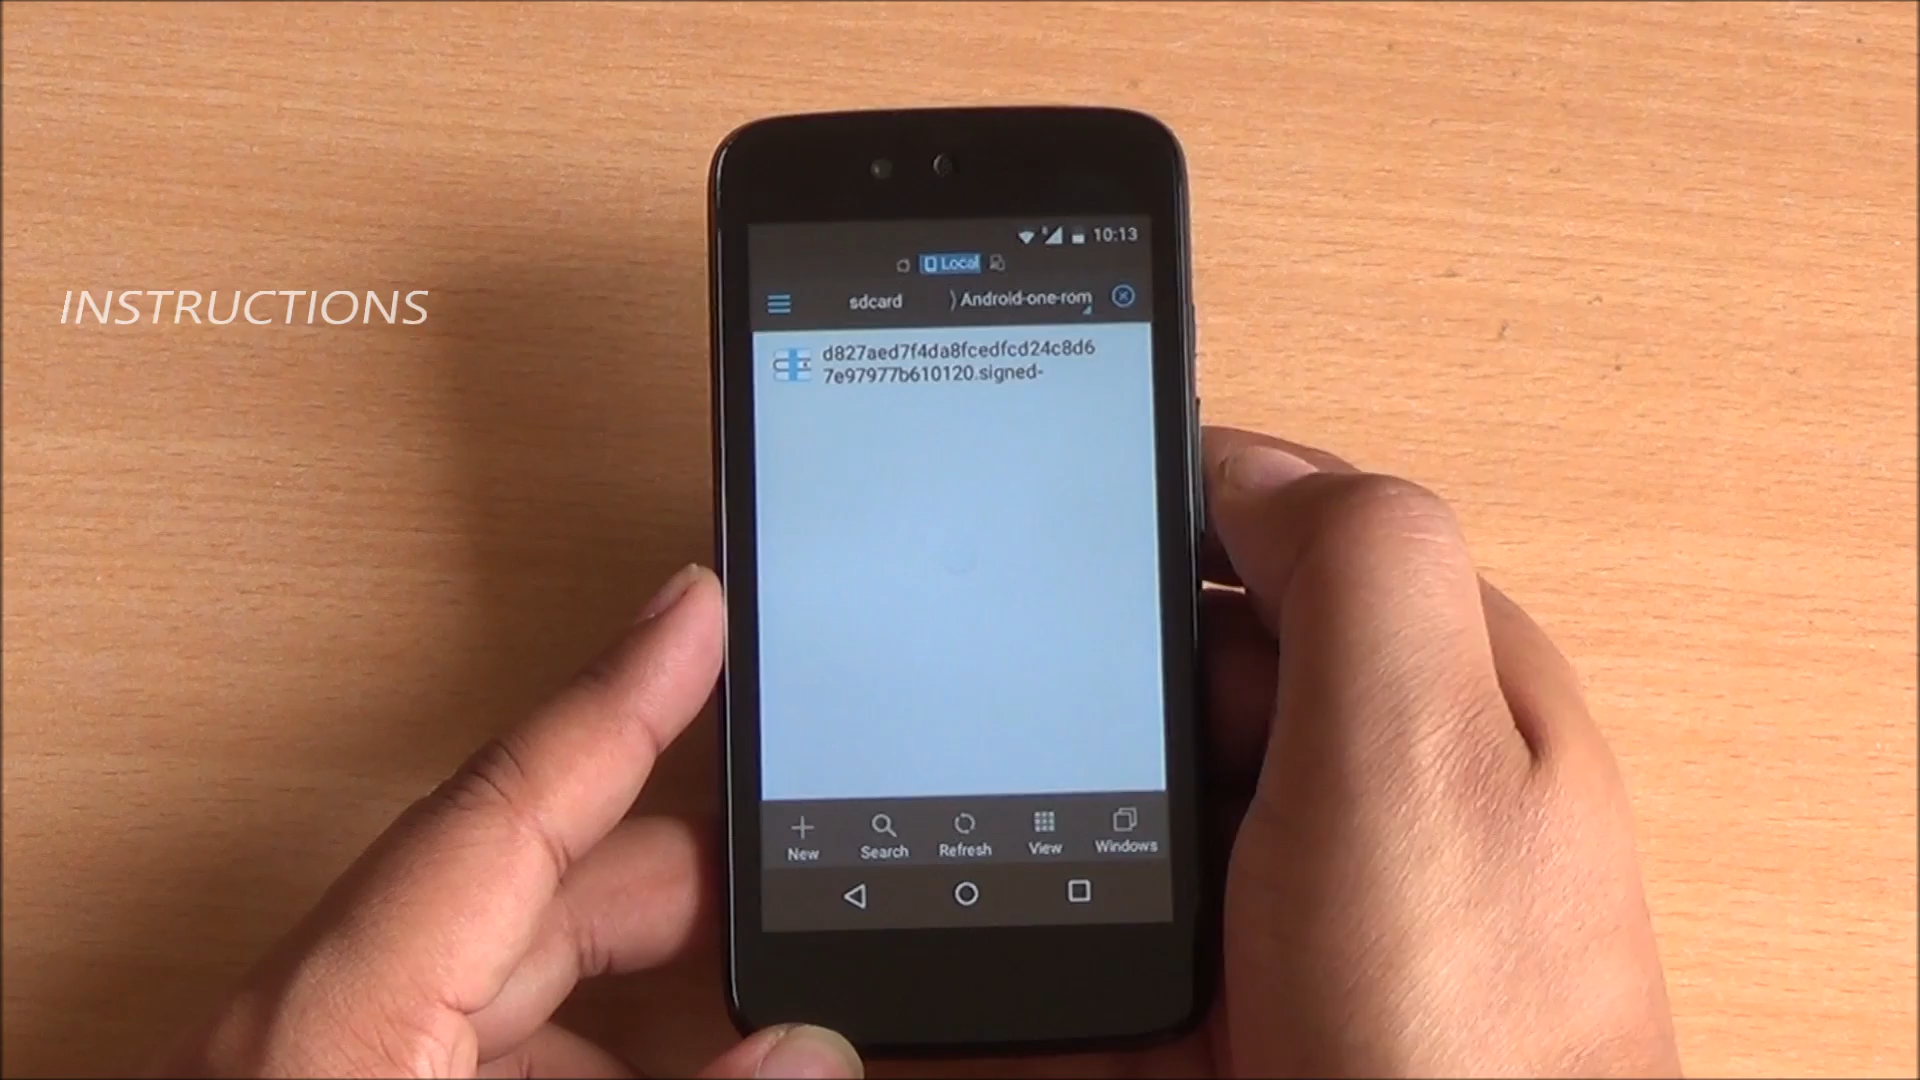 INSTRUCTIONS
10:13
Local
sdcard
Android-one-rom
d827aed7f4da8fcedfcd24c8d6
7e97977b610120.signed-
New
Search
Refresh
View
Windows